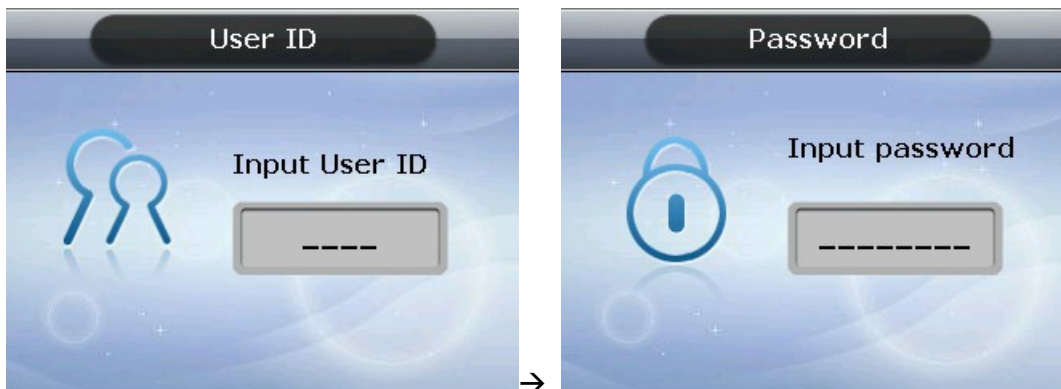 User ID
Input User ID
----
→
Password
Input password
--------